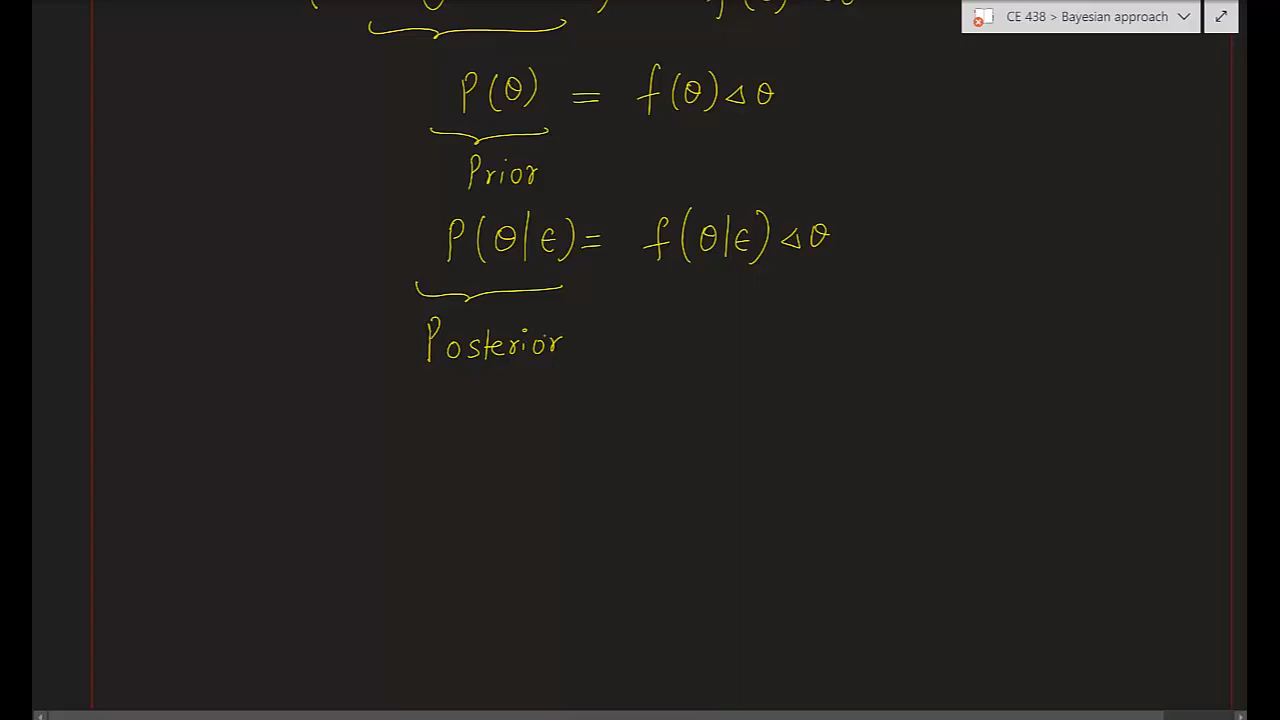 CE 438 > Bayesian approach
P(θ) = f(θ)Δθ
Prior
P(θ|ϵ) = f(θ|ϵ)Δθ
Posterior